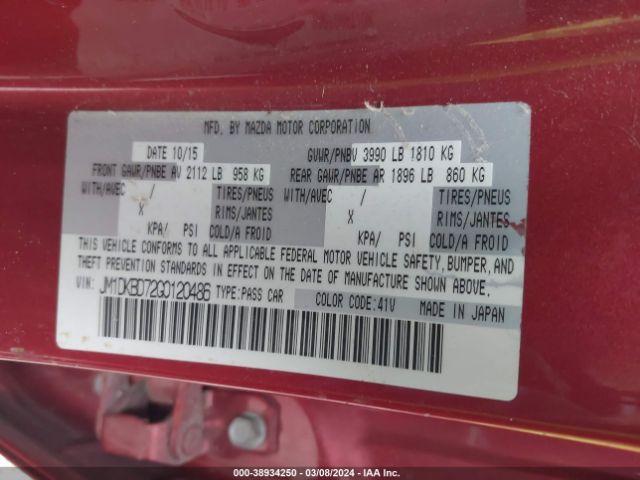 MFD. BY MAZDA MOTOR CORPORATION
DATE 10/15 GVWR/PNBV 3990 LB 1810 KG
FRONT GAWR/PNBE AV 2112 LB 958 KG REAR GAWR/PNBE AR 1896 LB 860 KG
WITH/AVEC / TIRES/PNEUS WITH/AVEC / TIRES/PNEUS
X RIMS/JANTES X RIMS/JANTES
KPA/ PSI COLD/A FROID KPA/ PSI COLD/A FROID
THIS VEHICLE CONFORMS TO ALL APPLICABLE FEDERAL MOTOR VEHICLE SAFETY, BUMPER, AND
THEFT PREVENTION STANDARDS IN EFFECT ON THE DATE OF MANUFACTURE SHOWN ABOVE.
VIN: JM1DKBD72G0120486 TYPE: PASS CAR COLOR CODE: 41V MADE IN JAPAN
000-38934250 | 03/08/2024 | IAA Inc.